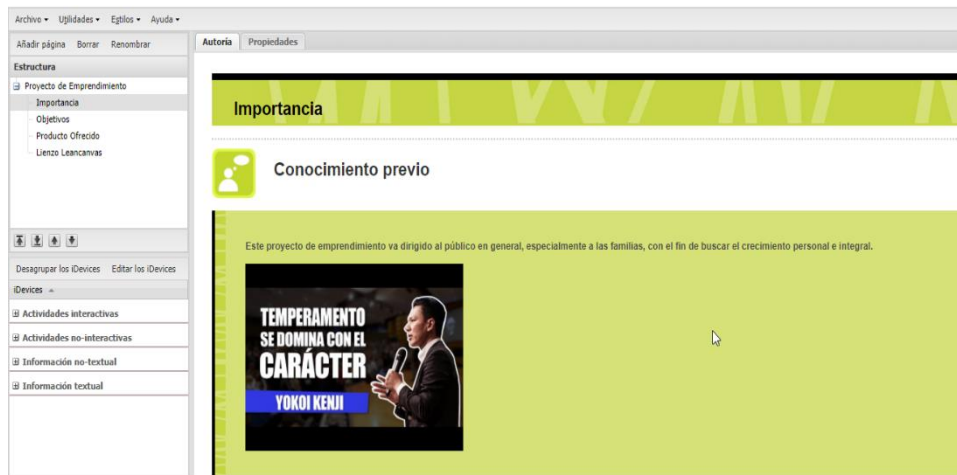 Archivo Utilidades Estilos Ayuda
Añadir página Borrar Renombrar
Autoría Propiedades
Estructura
Proyecto de Emprendimiento
Importancia
Objetivos
Producto Ofrecido
Lienzo Leancanvas
Importancia
Conocimiento previo
Este proyecto de emprendimiento va dirigido al público en general, especialmente a las familias, con el fin de buscar el crecimiento personal e integral.
TEMPERAMENTO
SE DOMINA CON EL
CARÁCTER
YOKOI KENJI
Desagrupar los iDevices Editar los iDevices
iDevices
Actividades interactivas
Actividades no-interactivas
Información no-textual
Información textual